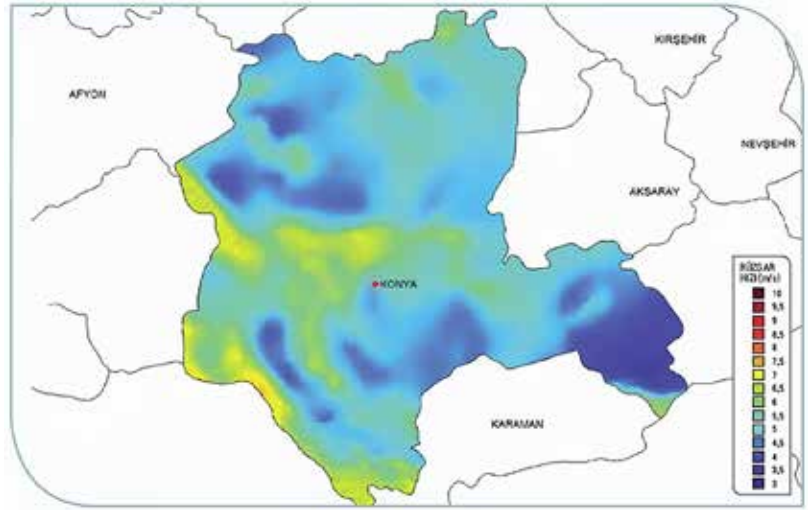 KIRŞEHİR
AFYON
NEVŞEHİR
AKSARAY
KONYA
KARAMAN
RÜZGAR
HIZI (m/s)
10
9,5
9
8,5
8
7,5
7
6,5
6
5,5
5
4,5
4
3,5
3